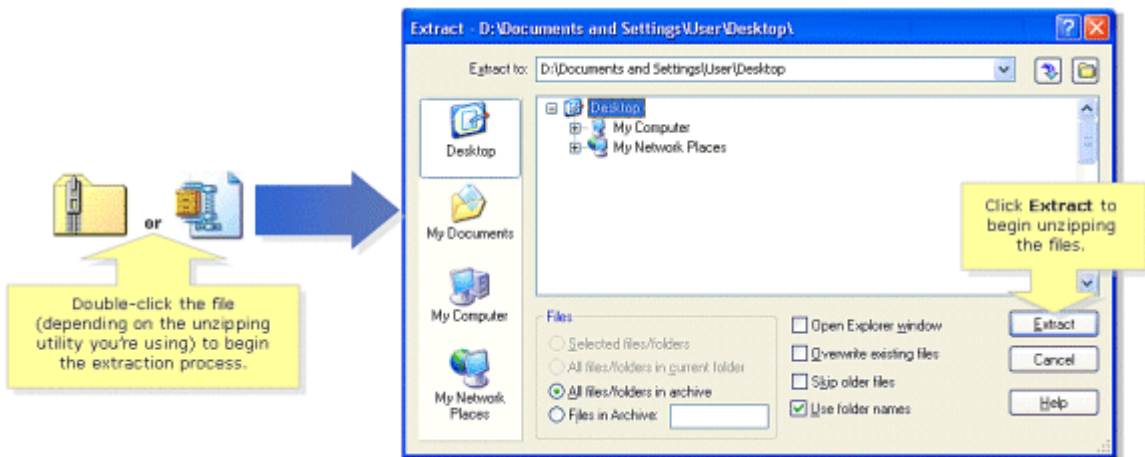 Extract - D:\Documents and Settings\User\Desktop\
Extract to: D:\Documents and Settings\User\Desktop
Desktop
My Documents
My Computer
My Network
Places
Desktop
My Computer
My Network Places
or
Double-click the file
(depending on the unzipping
utility you're using) to begin
the extraction process.
Click Extract to
begin unzipping
the files.
Files
Selected files/folders
All files/folders in current folder
All files/folders in archive
Files in Archive:
Open Explorer window
Overwrite existing files
Skip older files
Use folder names
Extract
Cancel
Help